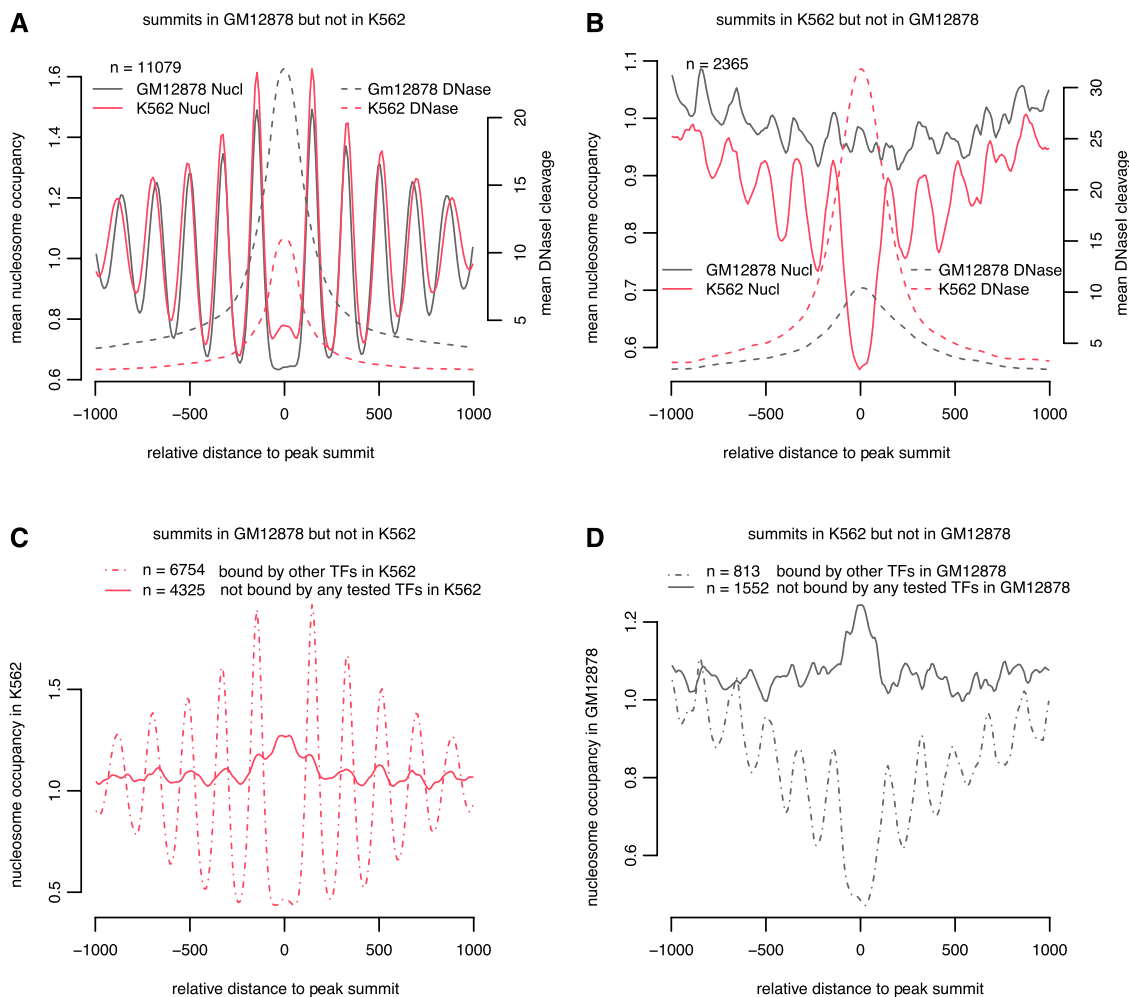 A
summits in GM12878 but not in K562
n = 11079
GM12878 Nucl
K562 Nucl
Gm12878 DNase
K562 DNase
mean nucleosome occupancy
0.6 0.8 1.0 1.2 1.4 1.6
mean DNaseI cleavage
5 10 15 20
−1000 −500 0 500 1000
relative distance to peak summit
B
summits in K562 but not in GM12878
n = 2365
GM12878 Nucl
K562 Nucl
GM12878 DNase
K562 DNase
mean nucleosome occupancy
0.6 0.7 0.8 0.9 1.0 1.1
mean DNaseI cleavage
5 10 15 20 25 30
−1000 −500 0 500 1000
relative distance to peak summit
C
summits in GM12878 but not in K562
n = 6754 bound by other TFs in K562
n = 4325 not bound by any tested TFs in K562
nucleosome occupancy in K562
0.5 1.0 1.5
−1000 −500 0 500 1000
relative distance to peak summit
D
summits in K562 but not in GM12878
n = 813 bound by other TFs in GM12878
n = 1552 not bound by any tested TFs in GM12878
nucleosome occupancy in GM12878
0.6 0.8 1.0 1.2
−1000 −500 0 500 1000
relative distance to peak summit